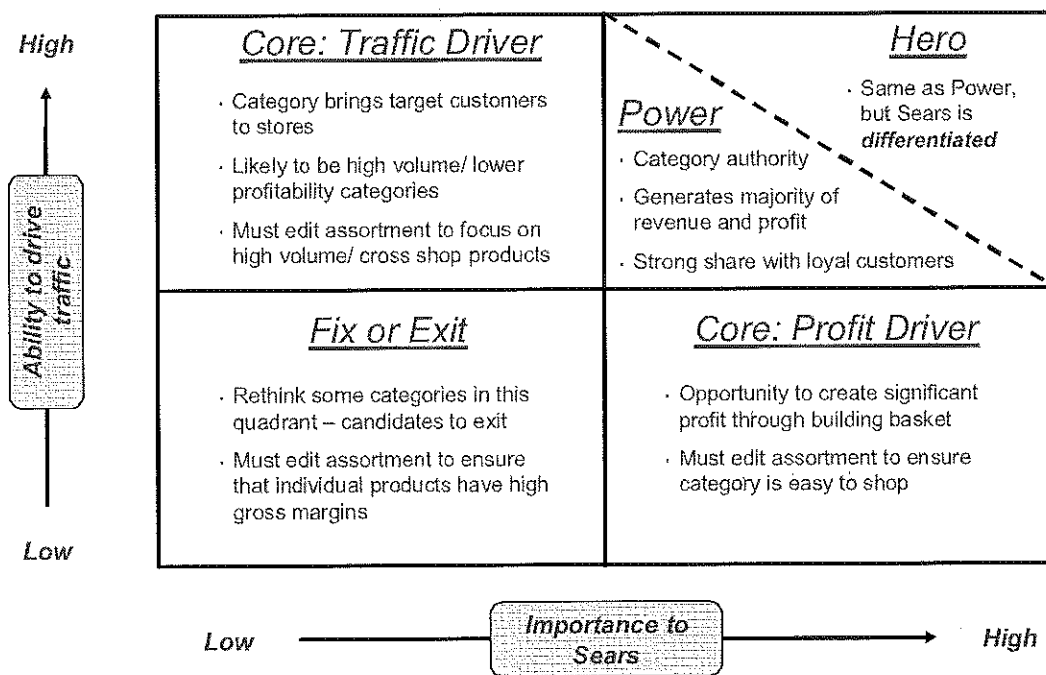 High
Ability to drive
traffic
Low
Core: Traffic Driver
· Category brings target customers
to stores
· Likely to be high volume/ lower
profitability categories
· Must edit assortment to focus on
high volume/ cross shop products
Hero
· Same as Power,
but Sears is
differentiated
Power
· Category authority
· Generates majority of
revenue and profit
· Strong share with loyal customers
Fix or Exit
· Rethink some categories in this
quadrant – candidates to exit
· Must edit assortment to ensure
that individual products have high
gross margins
Core: Profit Driver
· Opportunity to create significant
profit through building basket
· Must edit assortment to ensure
category is easy to shop
Low
Importance to
Sears
High